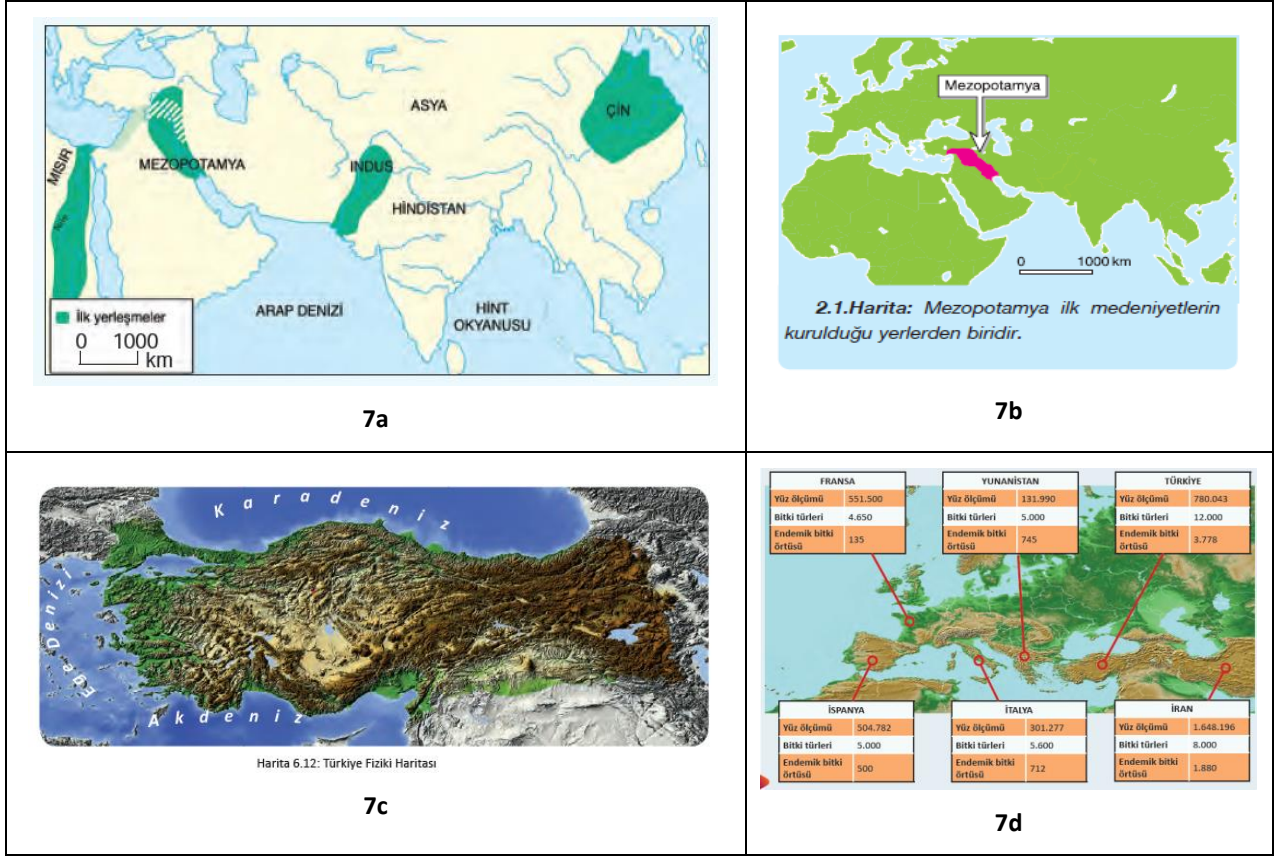 ASYA
ÇİN
MISIR
Nil
MEZOPOTAMYA
INDUS
HİNDİSTAN
ARAP DENİZİ
HİNT
OKYANUSU
İlk yerleşmeler
0 1000
km
7a
Mezopotamya
0 1000 km
2.1.Harita: Mezopotamya ilk medeniyetlerin
kurulduğu yerlerden biridir.
7b
Karadeniz
Ege Denizi
Akdeniz
Harita 6.12: Türkiye Fiziki Haritası
7c
FRANSA
Yüz ölçümü 551.500
Bitki türleri 4.650
Endemik bitki
örtüsü 135
YUNANİSTAN
Yüz ölçümü 131.990
Bitki türleri 5.000
Endemik bitki
örtüsü 745
TÜRKİYE
Yüz ölçümü 780.043
Bitki türleri 12.000
Endemik bitki
örtüsü 3.778
İSPANYA
Yüz ölçümü 504.782
Bitki türleri 5.000
Endemik bitki
örtüsü 500
İTALYA
Yüz ölçümü 301.277
Bitki türleri 5.600
Endemik bitki
örtüsü 712
İRAN
Yüz ölçümü 1.648.196
Bitki türleri 8.000
Endemik bitki
örtüsü 1.880
7d